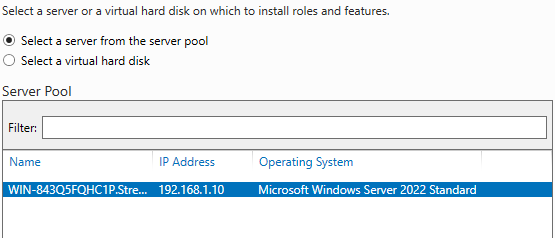 Select a server or a virtual hard disk on which to install roles and features.
Select a server from the server pool
Select a virtual hard disk
Server Pool
Filter:
Name IP Address Operating System
WIN-843Q5FQHC1P.Stre... 192.168.1.10 Microsoft Windows Server 2022 Standard